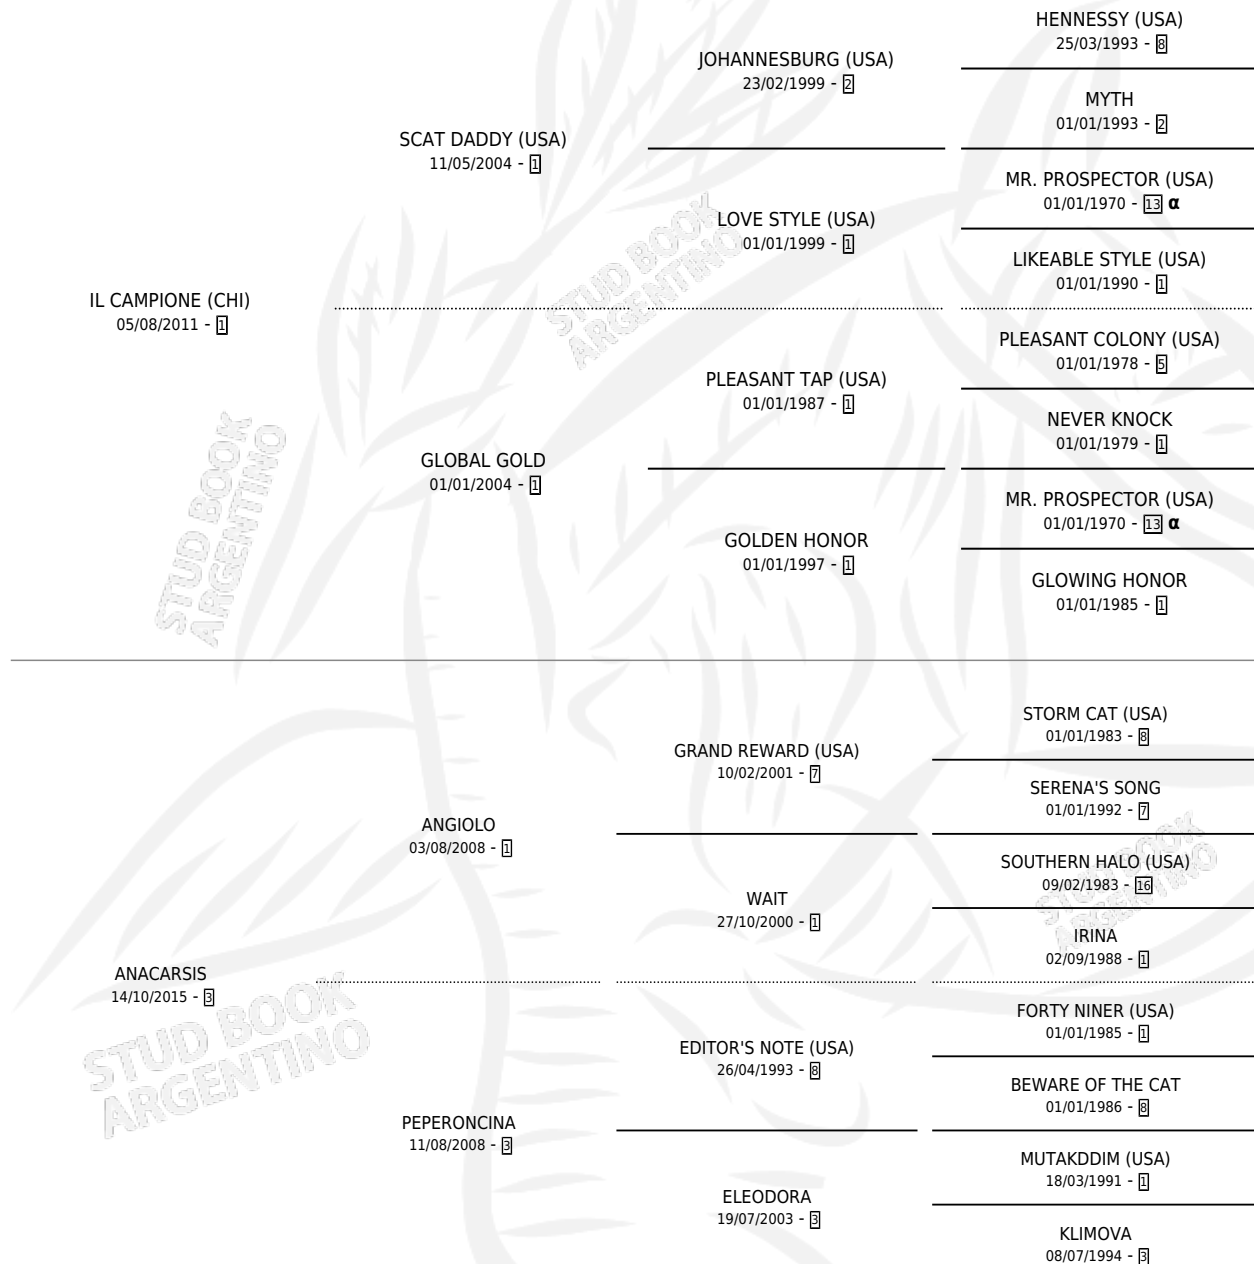 HENNESSY (USA)
25/03/1993 - 8
JOHANNESBURG (USA)
23/02/1999 - 2
MYTH
01/01/1993 - 2
SCAT DADDY (USA)
11/05/2004 - 1
MR. PROSPECTOR (USA)
01/01/1970 - 13 α
LOVE STYLE (USA)
01/01/1999 - 1
LIKEABLE STYLE (USA)
01/01/1990 - 1
IL CAMPIONE (CHI)
05/08/2011 - 1
PLEASANT COLONY (USA)
01/01/1978 - 5
PLEASANT TAP (USA)
01/01/1987 - 1
NEVER KNOCK
01/01/1979 - 1
GLOBAL GOLD
01/01/2004 - 1
MR. PROSPECTOR (USA)
01/01/1970 - 13 α
GOLDEN HONOR
01/01/1997 - 1
GLOWING HONOR
01/01/1985 - 1
STORM CAT (USA)
01/01/1983 - 8
GRAND REWARD (USA)
10/02/2001 - 7
SERENA'S SONG
01/01/1992 - 7
ANGIOLO
03/08/2008 - 1
SOUTHERN HALO (USA)
09/02/1983 - 16
WAIT
27/10/2000 - 1
IRINA
02/09/1988 - 1
ANACARSIS
14/10/2015 - 3
FORTY NINER (USA)
01/01/1985 - 1
EDITOR'S NOTE (USA)
26/04/1993 - 8
BEWARE OF THE CAT
01/01/1986 - 8
PEPERONCINA
11/08/2008 - 3
MUTAKDDIM (USA)
18/03/1991 - 1
ELEODORA
19/07/2003 - 3
KLIMOVA
08/07/1994 - 3
STUD BOOK
ARGENTINO
STUD BOOK
ARGENTINO
STUD BOOK
ARGENTINO
STUD BOOK
ARGENTINO